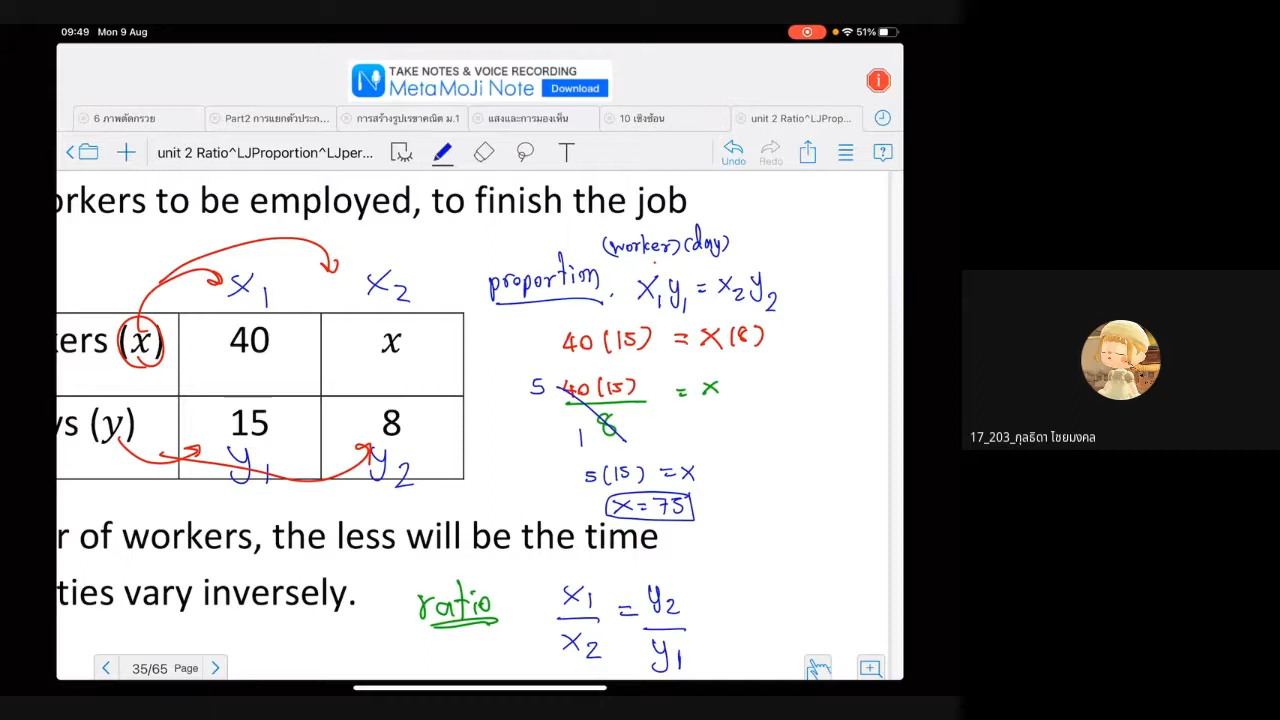 09:49 Mon 9 Aug
51%
TAKE NOTES & VOICE RECORDING
MetaMoJi Note Download
6 ภาพตัดกรวย
Part2 การแยกตัวประก...
การสร้างรูปเรขาคณิต ม.1
แสงและการมองเห็น
10 เชิงซ้อน
unit 2 Ratio^LJPropo...
unit 2 Ratio^LJProportion^LJper...
T
Undo
Redo
orkers to be employed, to finish the job
(worker)(day)
x₁ x₂
proportion. x₁y₁ = x₂y₂
kers (x) 40 x
40(15) = x(8)
5 40(15) = x
1 8
ys (y) 15 8
y₁ y₂
5(15) = x
x = 75
r of workers, the less will be the time
ties vary inversely.
ratio x₁/x₂ = y₂/y₁
35/65 Page
17_203_กุลธิดา ไชยมงคล